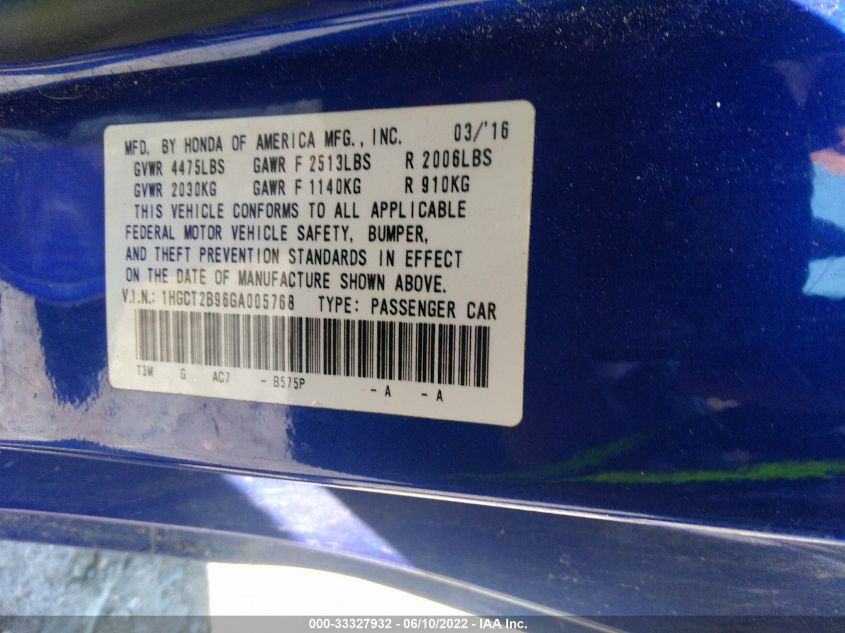 MFD. BY HONDA OF AMERICA MFG., INC. 03/'16
GVWR 4475LBS GAWR F 2513LBS R 2006LBS
GVWR 2030KG GAWR F 1140KG R 910KG
THIS VEHICLE CONFORMS TO ALL APPLICABLE
FEDERAL MOTOR VEHICLE SAFETY, BUMPER,
AND THEFT PREVENTION STANDARDS IN EFFECT
ON THE DATE OF MANUFACTURE SHOWN ABOVE.
V.I.N.: 1HGCT2B96GA005768 TYPE: PASSENGER CAR
T3M G AC7 - B575P - A - A
000-33327932 - 06/10/2022 - IAA Inc.